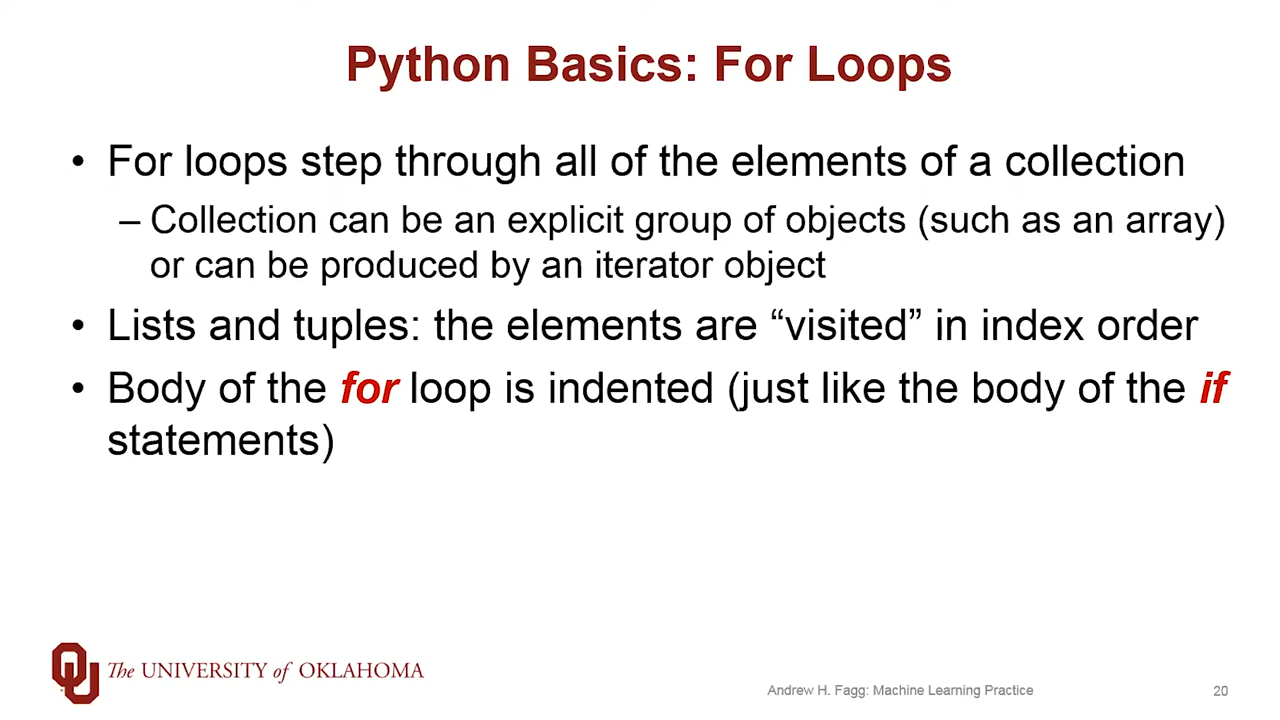 Python Basics: For Loops
• For loops step through all of the elements of a collection
– Collection can be an explicit group of objects (such as an array)
or can be produced by an iterator object
• Lists and tuples: the elements are “visited” in index order
• Body of the for loop is indented (just like the body of the if
statements)
The UNIVERSITY of OKLAHOMA
Andrew H. Fagg: Machine Learning Practice
20